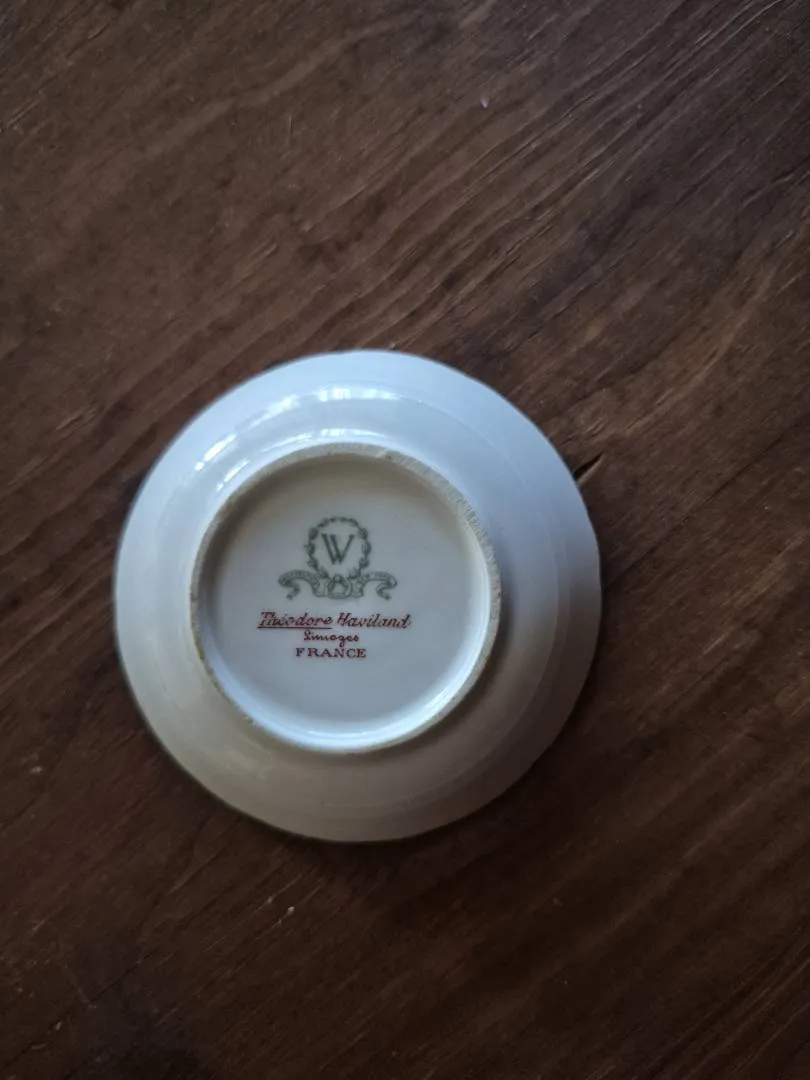 W
Theodore Haviland
Limoges
FRANCE